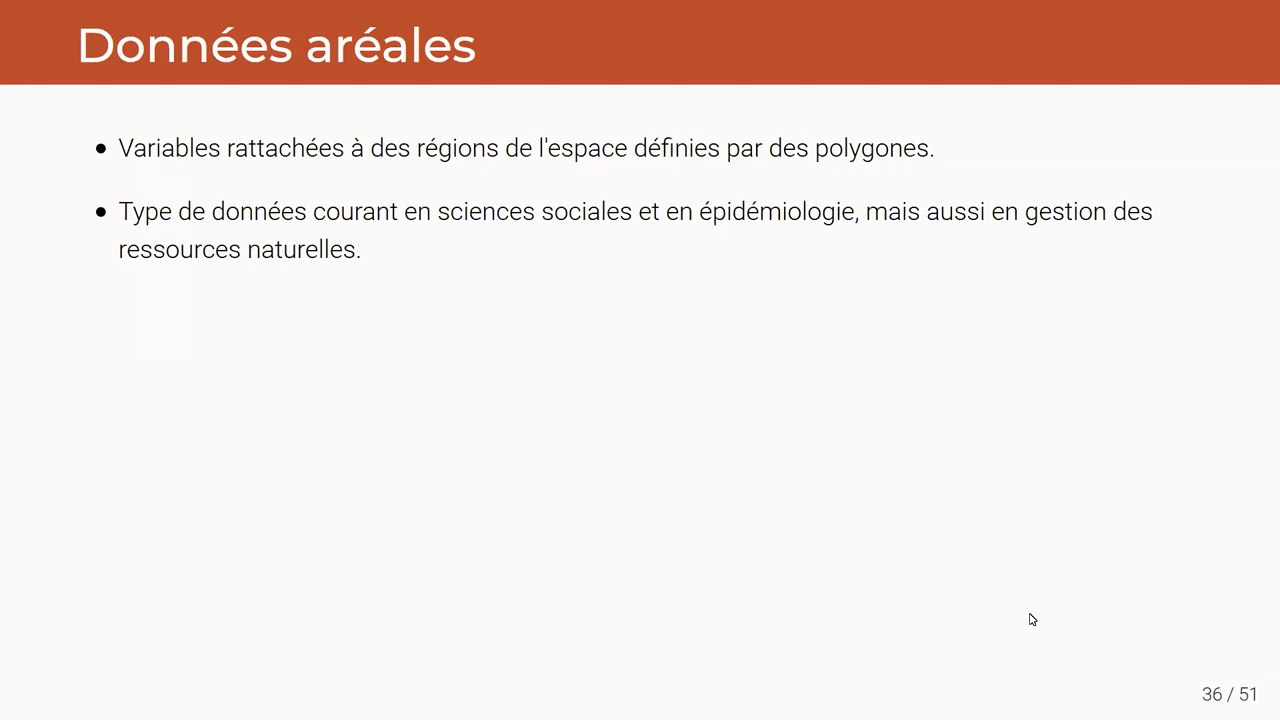 Données aréales
• Variables rattachées à des régions de l'espace définies par des polygones.
• Type de données courant en sciences sociales et en épidémiologie, mais aussi en gestion des
ressources naturelles.
36 / 51